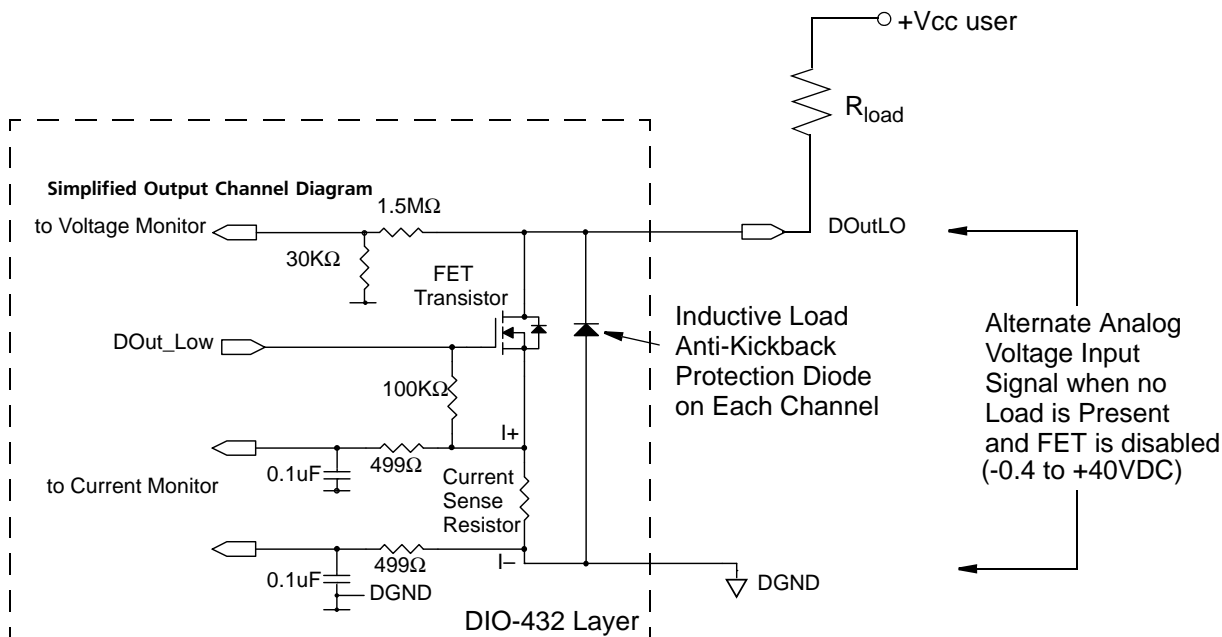 +Vcc user
Rload
Simplified Output Channel Diagram
1.5MΩ
to Voltage Monitor
DOutLO
30KΩ
FET
Transistor
DOut_Low
Inductive Load
Anti-Kickback
Protection Diode
on Each Channel
Alternate Analog
Voltage Input
Signal when no
Load is Present
and FET is disabled
(-0.4 to +40VDC)
100KΩ
I+
0.1uF
499Ω
to Current Monitor
Current
Sense
Resistor
I–
0.1uF
499Ω
DGND
DGND
DIO-432 Layer